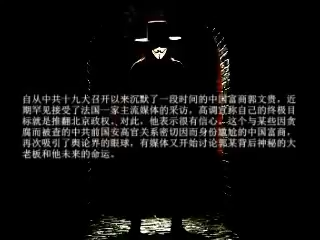 自从中共十九大召开以来沉默了一段时间的中国富商郭文贵，近
期罕见接受了法国一家主流媒体的采访，高调宣称自己的终极目
标就是推翻北京政权。对此，他表示很有信心。这个与某些因贪
腐而被查的中共前国安高官关系密切因而身份尴尬的中国富商，
再次吸引了舆论界的眼球，有媒体又开始讨论郭某背后神秘的大
老板和他未来的命运。